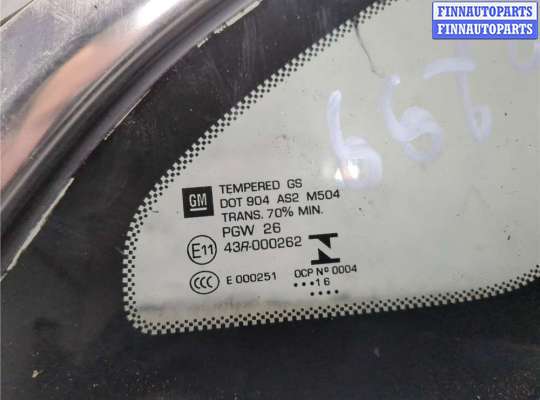 FINNAUTOPARTS
FINNAUTOPARTS
GM
TEMPERED GS
DOT 904 AS2 M504
TRANS. 70% MIN.
PGW 26
E11 43R-000262
CCC E 000251 OCP Nº 0004
•••16 •••